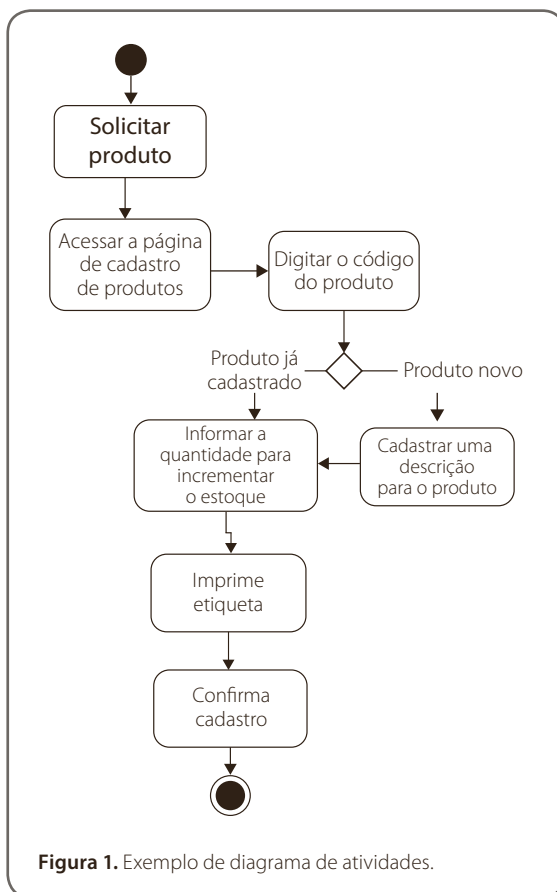 Solicitar
produto
Acessar a página
de cadastro
de produtos
Digitar o código
do produto
Produto já
cadastrado
Produto novo
Informar a
quantidade para
incrementar
o estoque
Cadastrar uma
descrição
para o produto
Imprime
etiqueta
Confirma
cadastro
Figura 1. Exemplo de diagrama de atividades.